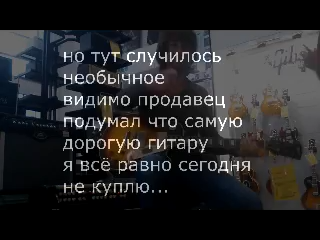 но тут случилось
необычное
видимо продавец
подумал что самую
дорогую гитару
я всё равно сегодня
не куплю...